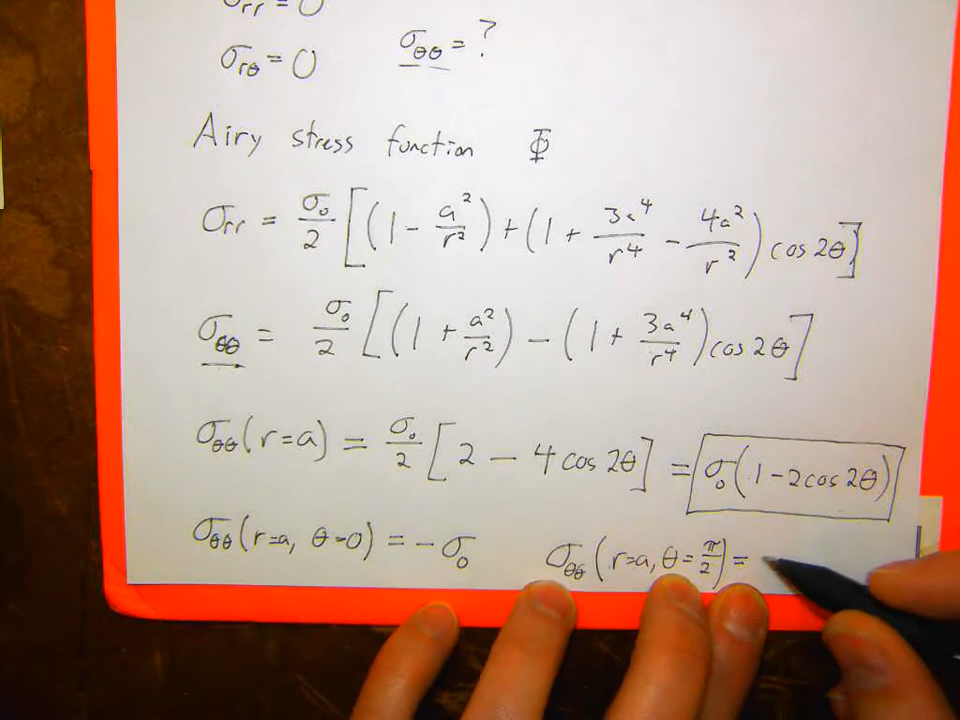 σrr = 0
σrθ = 0 σθθ = ?
Airy stress function Φ
σrr = σ₀/2 [(1 - a²/r²) + (1 + 3a⁴/r⁴ - 4a²/r²) cos 2θ]
σθθ = σ₀/2 [(1 + a²/r²) - (1 + 3a⁴/r⁴) cos 2θ]
σθθ(r=a) = σ₀/2 [2 - 4 cos 2θ] = σ₀(1-2cos 2θ)
σθθ(r=a, θ=0) = -σ₀ σθθ(r=a, θ=π/2) =